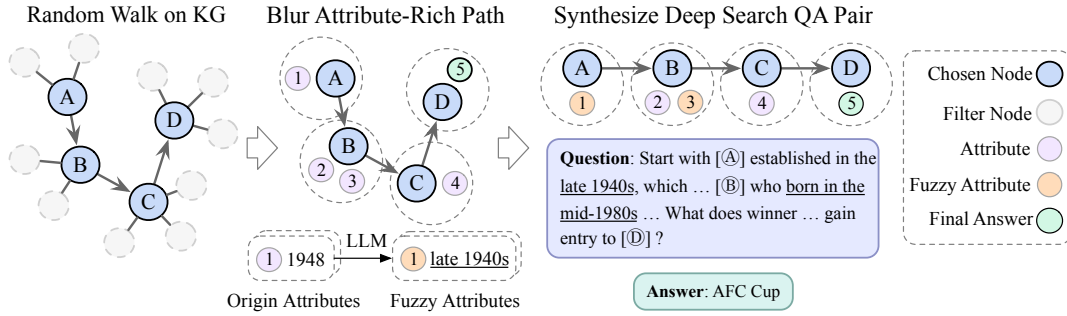 Random Walk on KG
A
B
C
D
Blur Attribute-Rich Path
1
A
5
D
B
2
3
C
4
LLM
1 1948
1 late 1940s
Origin Attributes
Fuzzy Attributes
Synthesize Deep Search QA Pair
A B C D
1 2 3 4 5
Question: Start with [Ⓐ] established in the
late 1940s, which … [Ⓑ] who born in the
mid-1980s … What does winner … gain
entry to [Ⓓ] ?
Answer: AFC Cup
Chosen Node
Filter Node
Attribute
Fuzzy Attribute
Final Answer